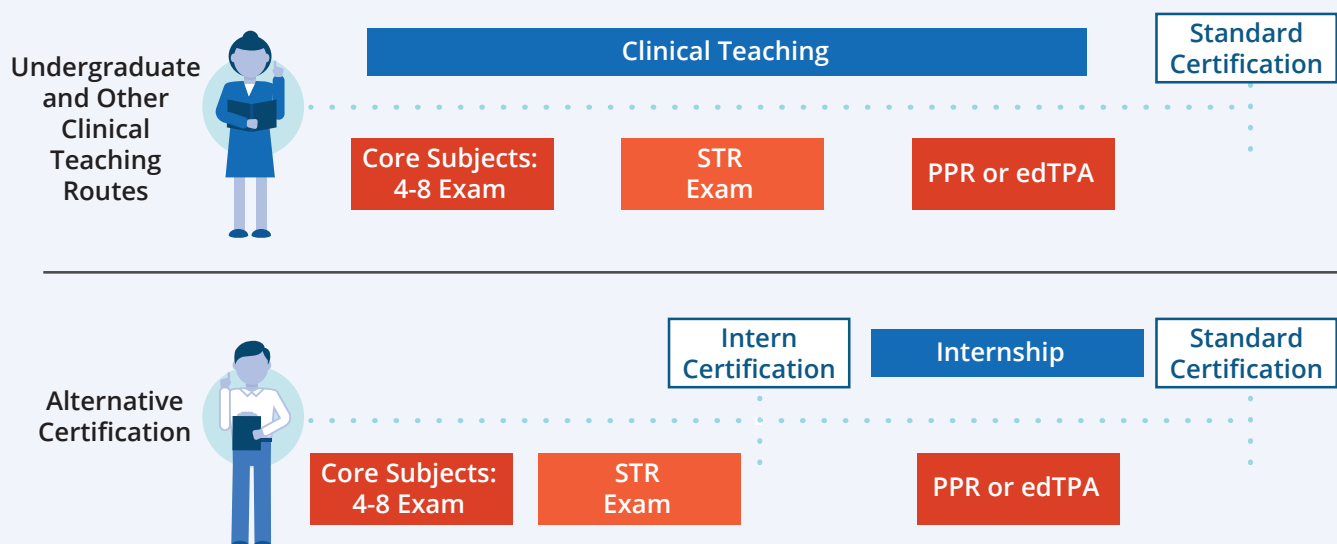 Undergraduate
and Other
Clinical
Teaching
Routes
Clinical Teaching
Standard
Certification
Core Subjects:
4-8 Exam
STR
Exam
PPR or edTPA
Alternative
Certification
Intern
Certification
Internship
Standard
Certification
Core Subjects:
4-8 Exam
STR
Exam
PPR or edTPA